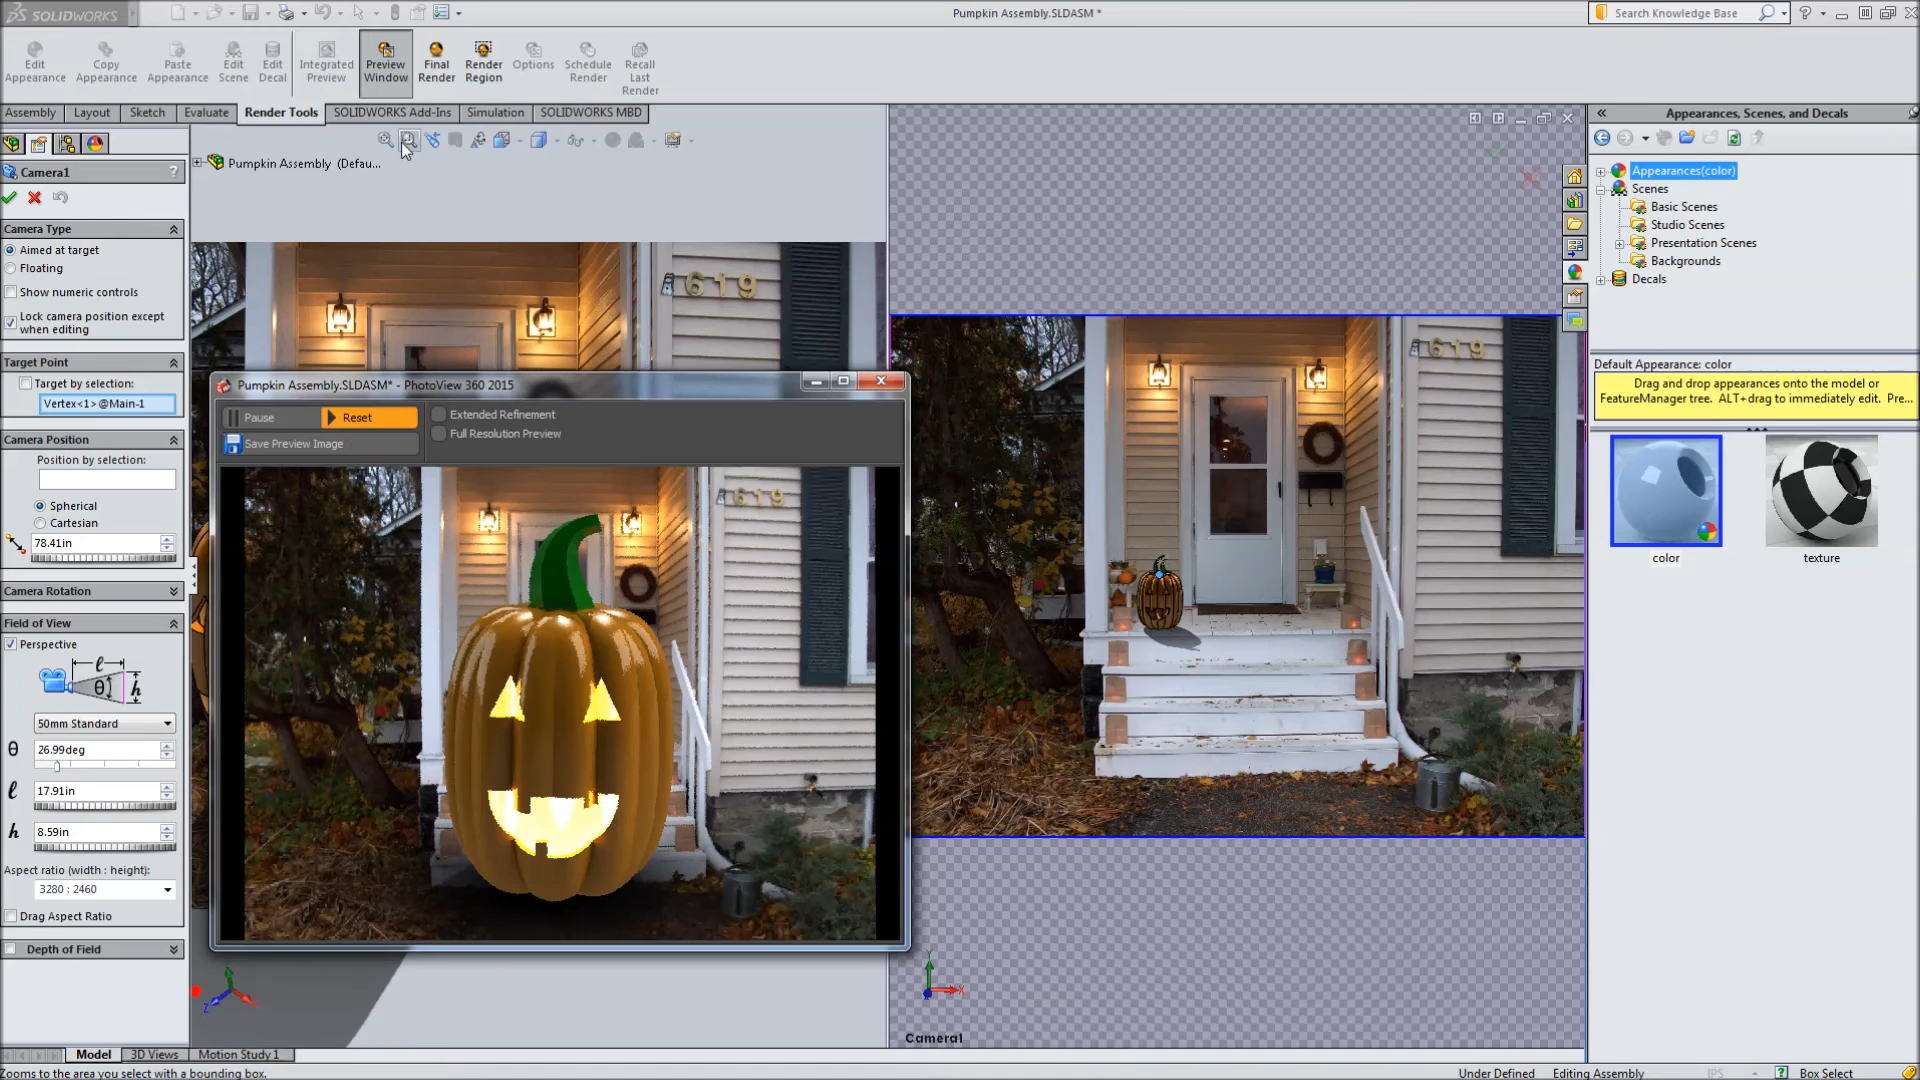 SOLIDWORKS
Pumpkin Assembly.SLDASM *
Search Knowledge Base
Edit Appearance
Copy Appearance
Paste Appearance
Edit Scene
Edit Decal
Integrated Preview
Preview Window
Final Render
Render Region
Options
Schedule Render
Recall Last Render
Assembly
Layout
Sketch
Evaluate
Render Tools
SOLIDWORKS Add-Ins
Simulation
SOLIDWORKS MBD
Pumpkin Assembly (Defau...
Camera1
?
Camera Type
Aimed at target
Floating
Show numeric controls
Lock camera position except
when editing
Target Point
Target by selection:
Vertex<1>@Main-1
Camera Position
Position by selection:
Spherical
Cartesian
78.41in
Camera Rotation
Field of View
Perspective
ℓ
θ
h
50mm Standard
θ 26.99deg
ℓ 17.91in
h 8.59in
Aspect ratio (width : height):
3280 : 2460
Drag Aspect Ratio
Depth of Field
619
Pumpkin Assembly.SLDASM* - PhotoView 360 2015
Pause
Reset
Save Preview Image
Extended Refinement
Full Resolution Preview
619
619
Y
X
Z
X
Camera1
Appearances, Scenes, and Decals
Appearances(color)
Scenes
Basic Scenes
Studio Scenes
Presentation Scenes
Backgrounds
Decals
Default Appearance: color
Drag and drop appearances onto the model or
FeatureManager tree. ALT+drag to immediately edit. Pre...
color
texture
Model
3D Views
Motion Study 1
Zooms to the area you select with a bounding box.
Under Defined
Editing Assembly
IPS
?
Box Select